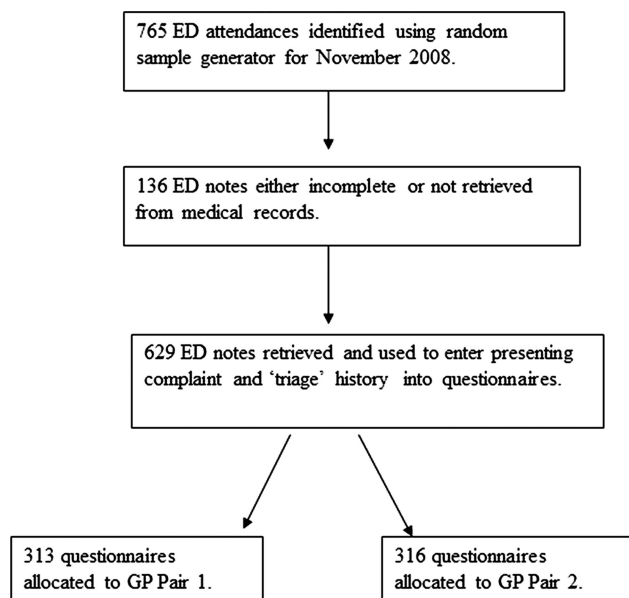 765 ED attendances identified using random
sample generator for November 2008.
136 ED notes either incomplete or not retrieved
from medical records.
629 ED notes retrieved and used to enter presenting
complaint and ‘triage’ history into questionnaires.
313 questionnaires
allocated to GP Pair 1.
316 questionnaires
allocated to GP Pair 2.